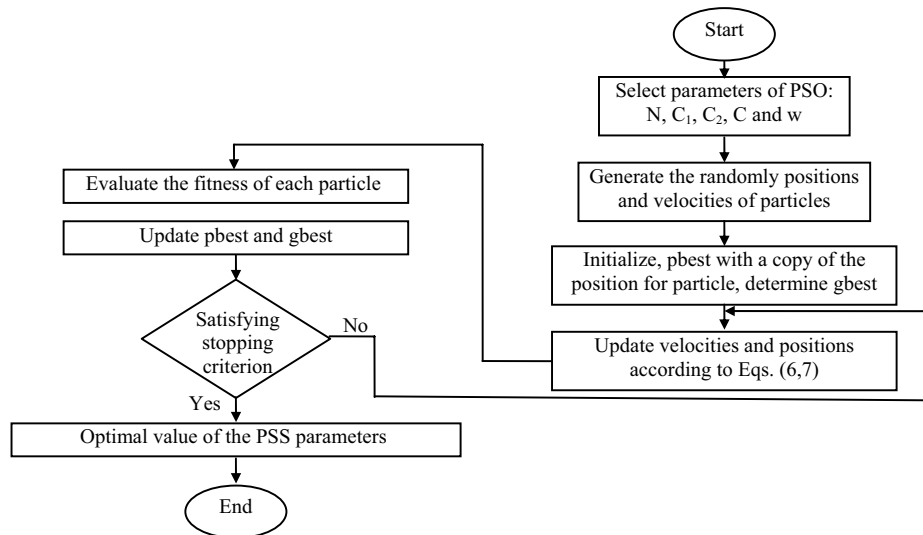 Start
Select parameters of PSO:
N, C₁, C₂, C and w
Generate the randomly positions
and velocities of particles
Initialize, pbest with a copy of the
position for particle, determine gbest
Update velocities and positions
according to Eqs. (6,7)
Evaluate the fitness of each particle
Update pbest and gbest
Satisfying
stopping
criterion
No
Yes
Optimal value of the PSS parameters
End